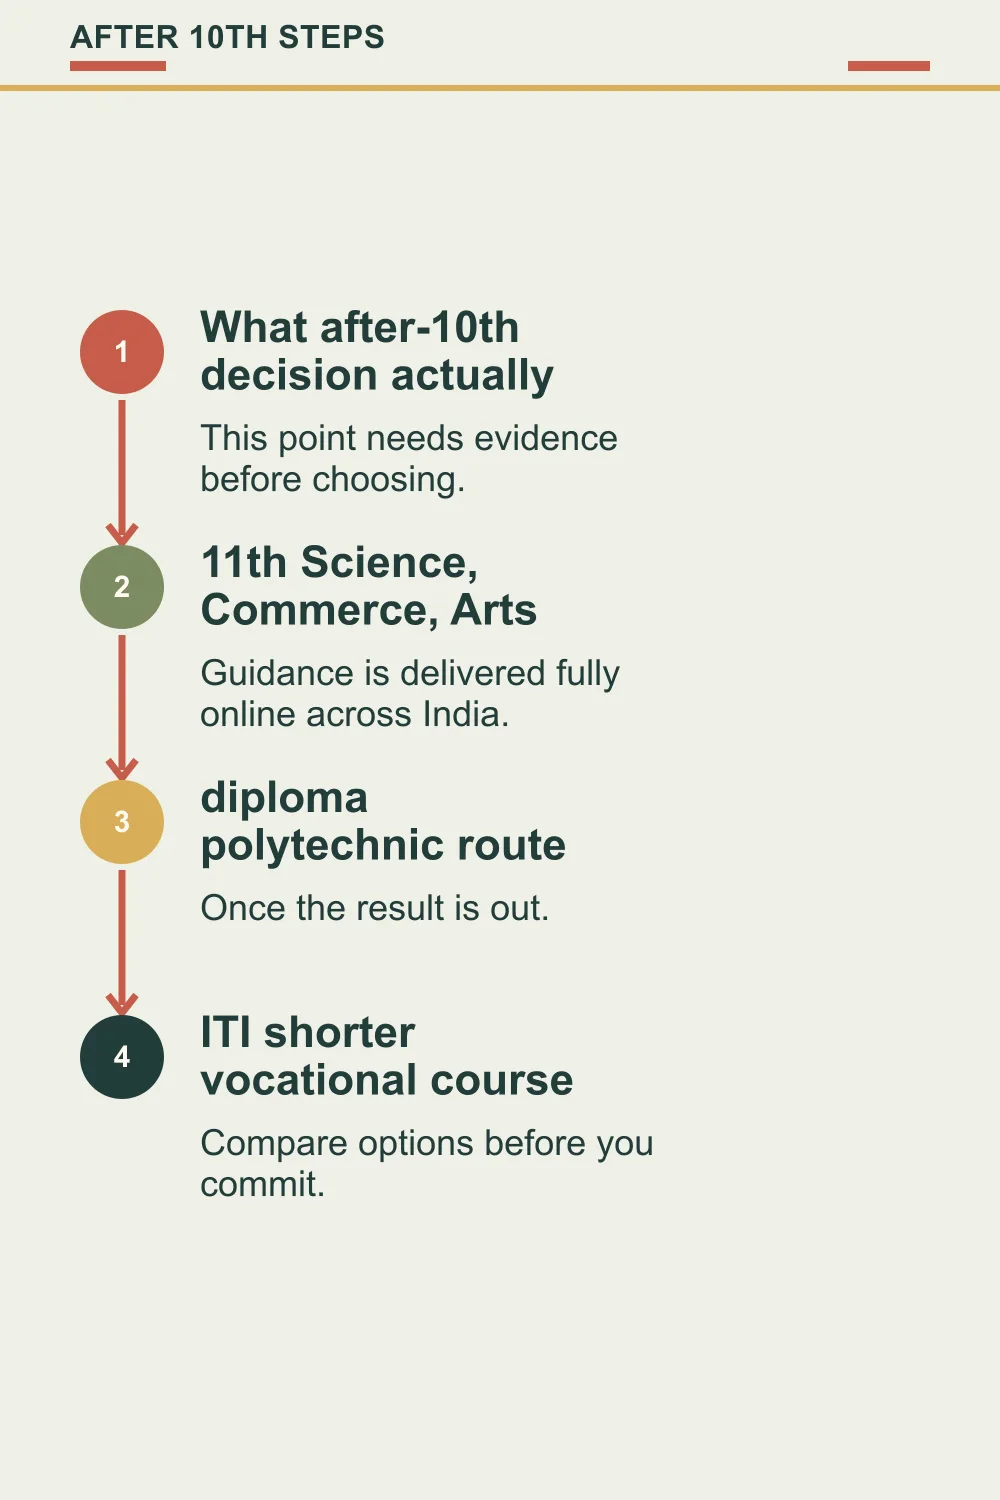 AFTER 10TH STEPS
1
What after-10th
decision actually
This point needs evidence
before choosing.
2
11th Science,
Commerce, Arts
Guidance is delivered fully
online across India.
3
diploma
polytechnic route
Once the result is out.
4
ITI shorter
vocational course
Compare options before you
commit.